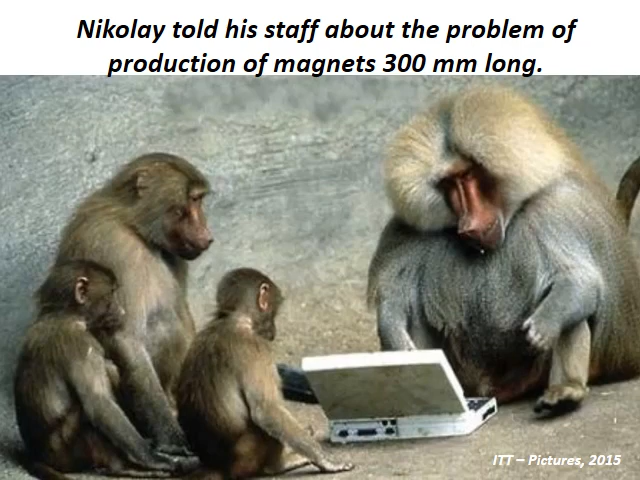 Nikolay told his staff about the problem of
production of magnets 300 mm long.
ITT – Pictures, 2015